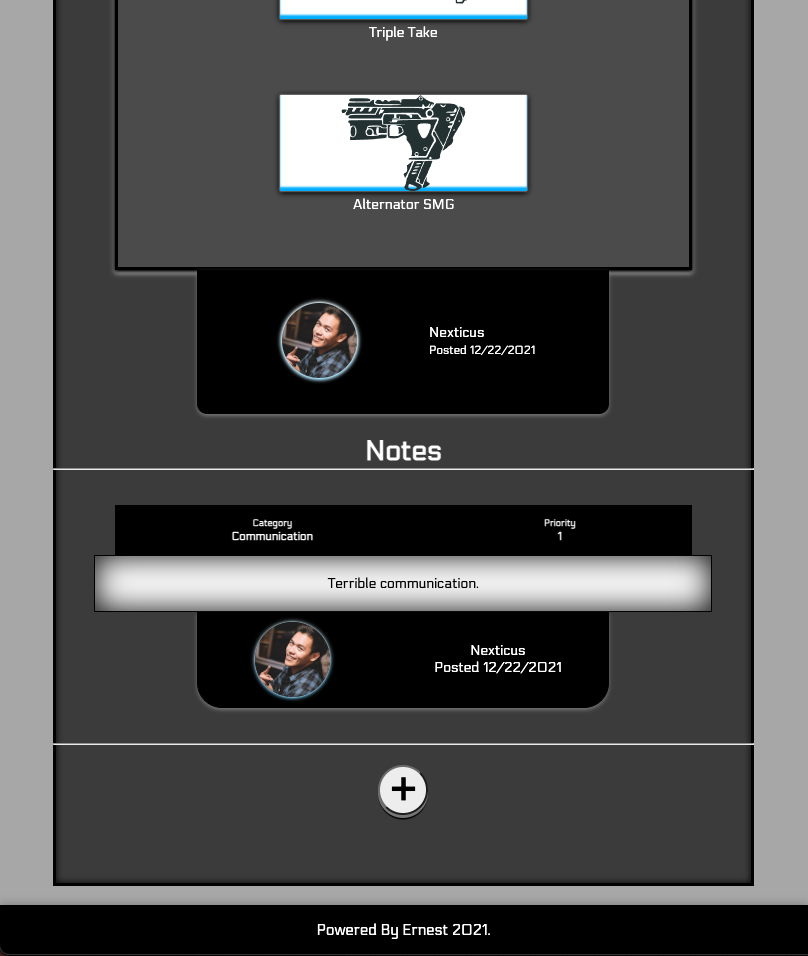 Triple Take
Alternator SMG
Nexticus
Posted 12/22/2021
Notes
Category
Communication
Priority
1
Terrible communication.
Nexticus
Posted 12/22/2021
Powered By Ernest 2021.